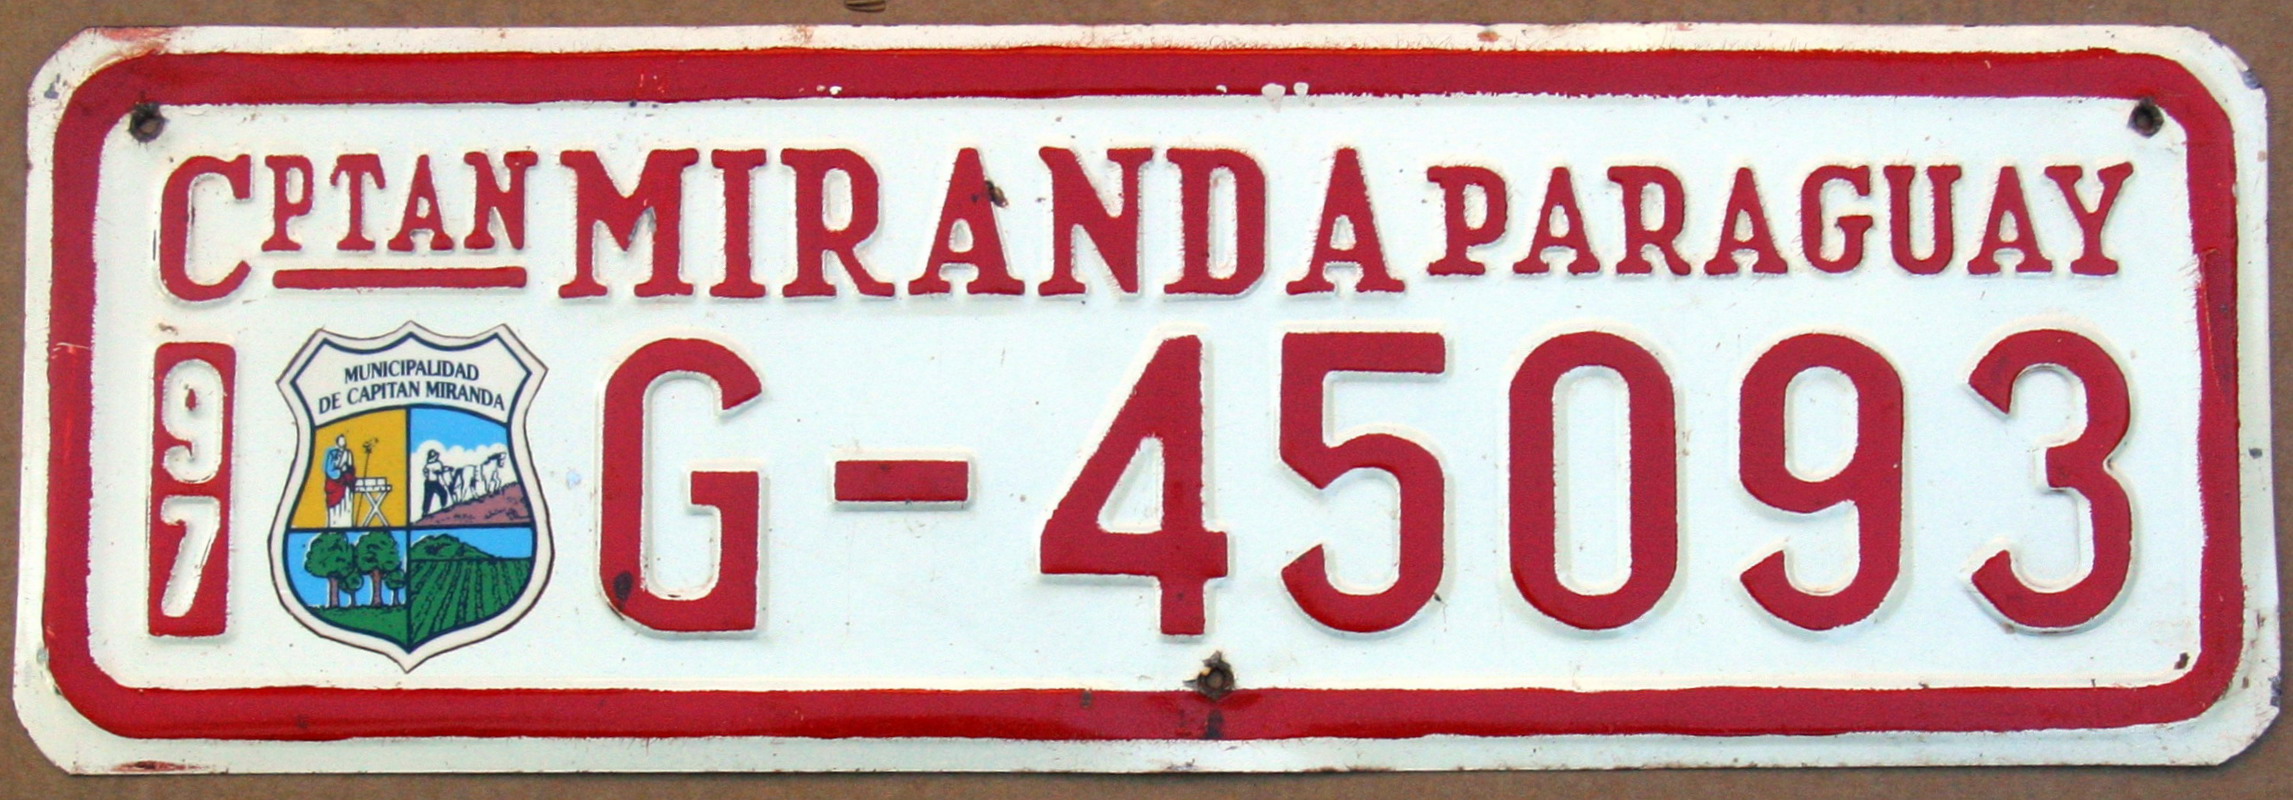 CPTAN MIRANDA PARAGUAY
97
MUNICIPALIDAD
DE CAPITAN MIRANDA
G-45093